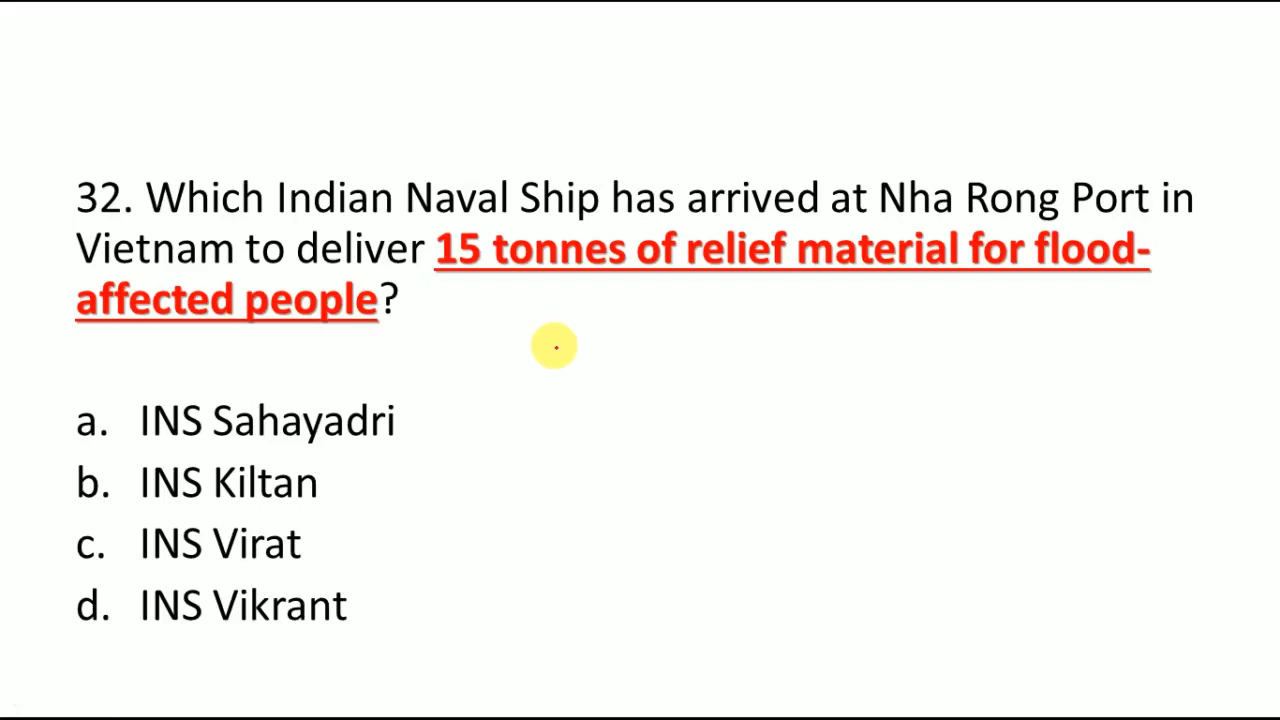 32. Which Indian Naval Ship has arrived at Nha Rong Port in
Vietnam to deliver 15 tonnes of relief material for flood-
affected people?
a. INS Sahayadri
b. INS Kiltan
c. INS Virat
d. INS Vikrant